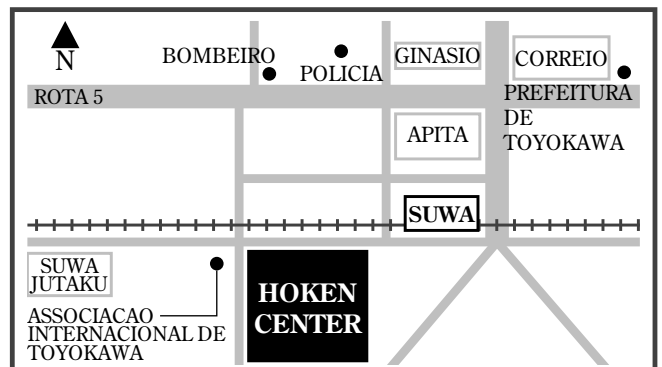 N
BOMBEIRO
POLICIA
GINASIO
CORREIO
ROTA 5
PREFEITURA
DE
TOYOKAWA
APITA
SUWA
SUWA
JUTAKU
ASSOCIACAO
INTERNACIONAL DE
TOYOKAWA
HOKEN
CENTER